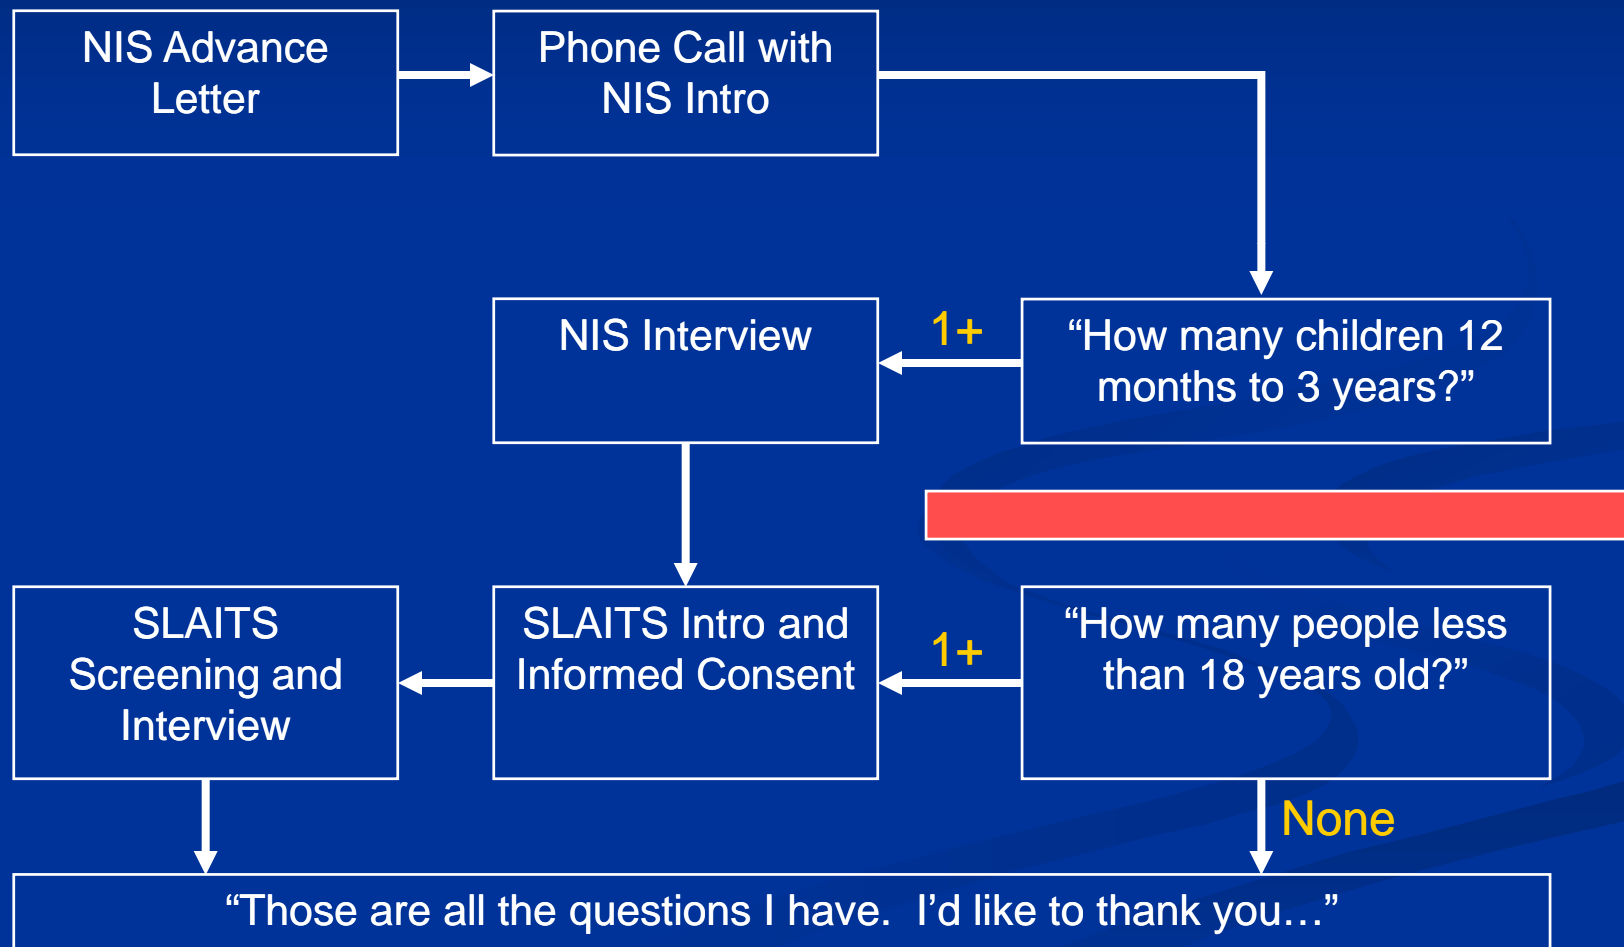 NIS Advance
Letter
Phone Call with
NIS Intro
NIS Interview
1+
“How many children 12
months to 3 years?”
SLAITS
Screening and
Interview
SLAITS Intro and
Informed Consent
1+
“How many people less
than 18 years old?”
None
“Those are all the questions I have.  I’d like to thank you…”